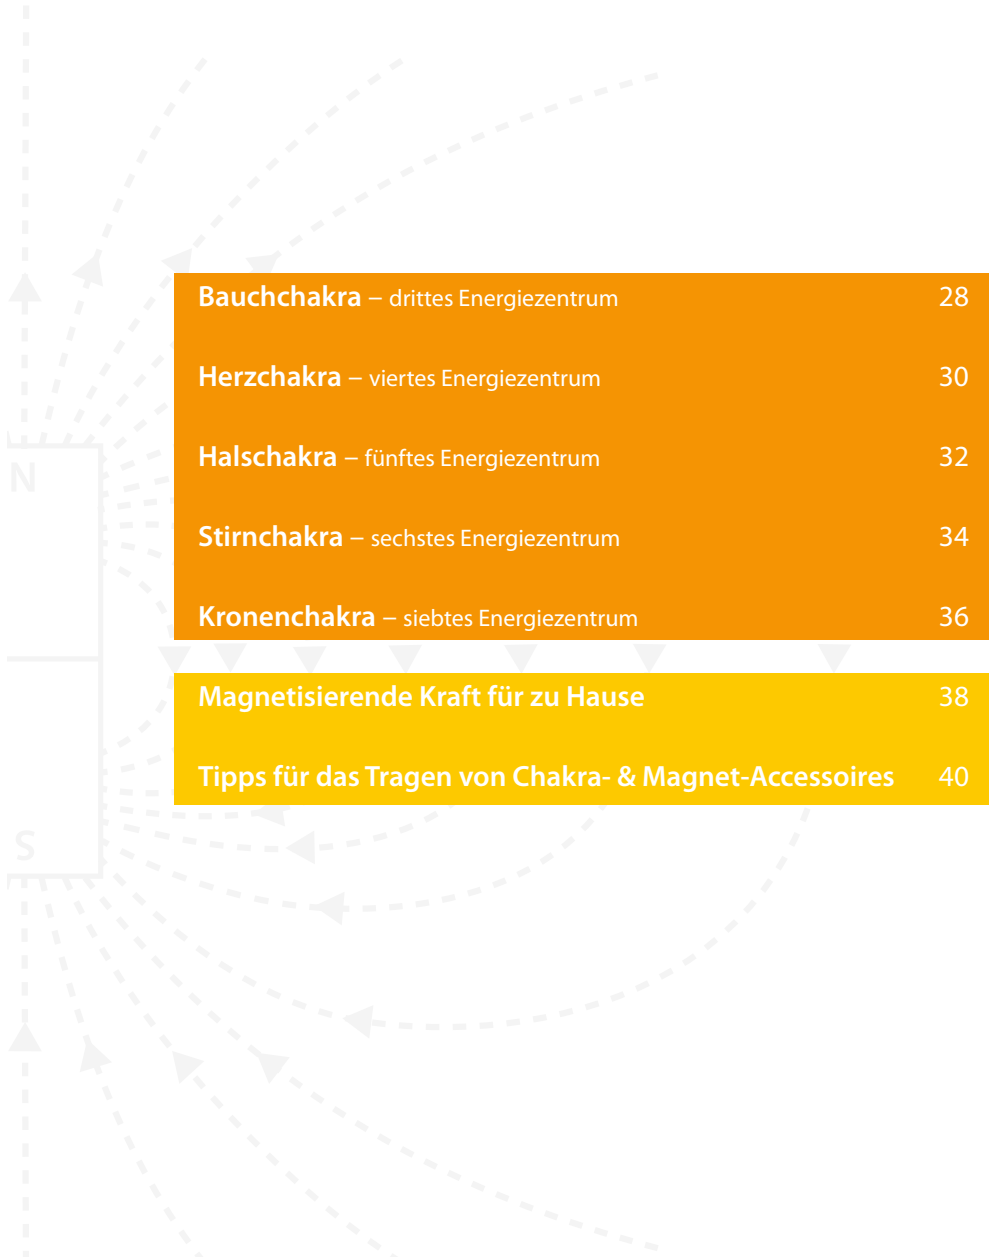 Bauchchakra – drittes Energiezentrum 28
Herzchakra – viertes Energiezentrum 30
N
Halschakra – fünftes Energiezentrum 32
Stirnchakra – sechstes Energiezentrum 34
Kronenchakra – siebtes Energiezentrum 36
Magnetisierende Kraft für zu Hause 38
Tipps für das Tragen von Chakra- & Magnet-Accessoires 40
S